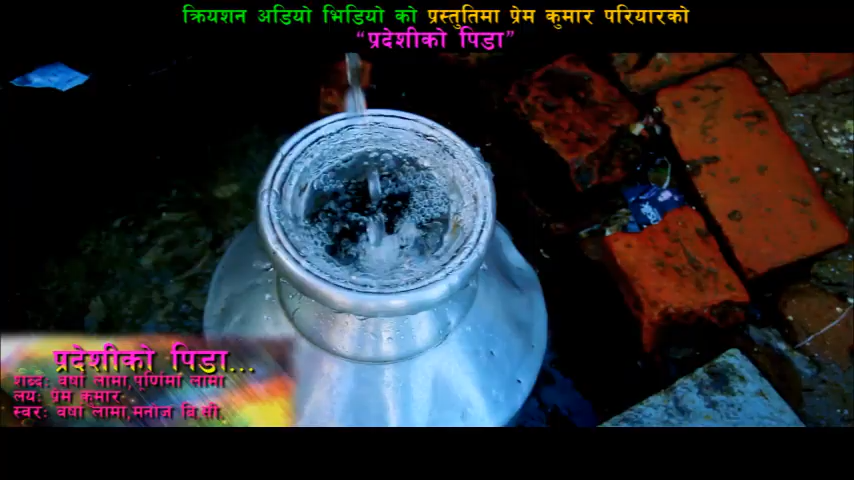 क्रियशन अडियो भिडियो को प्रस्तुतिमा प्रेम कुमार परियारको
“प्रदेशीको पिडा”
प्रदेशीको पिडा...
शब्दः वर्षा लामा,पुर्णिमा लामा
लयः प्रेम कुमार
स्वरः वर्षा लामा,मनोज बि.सी.